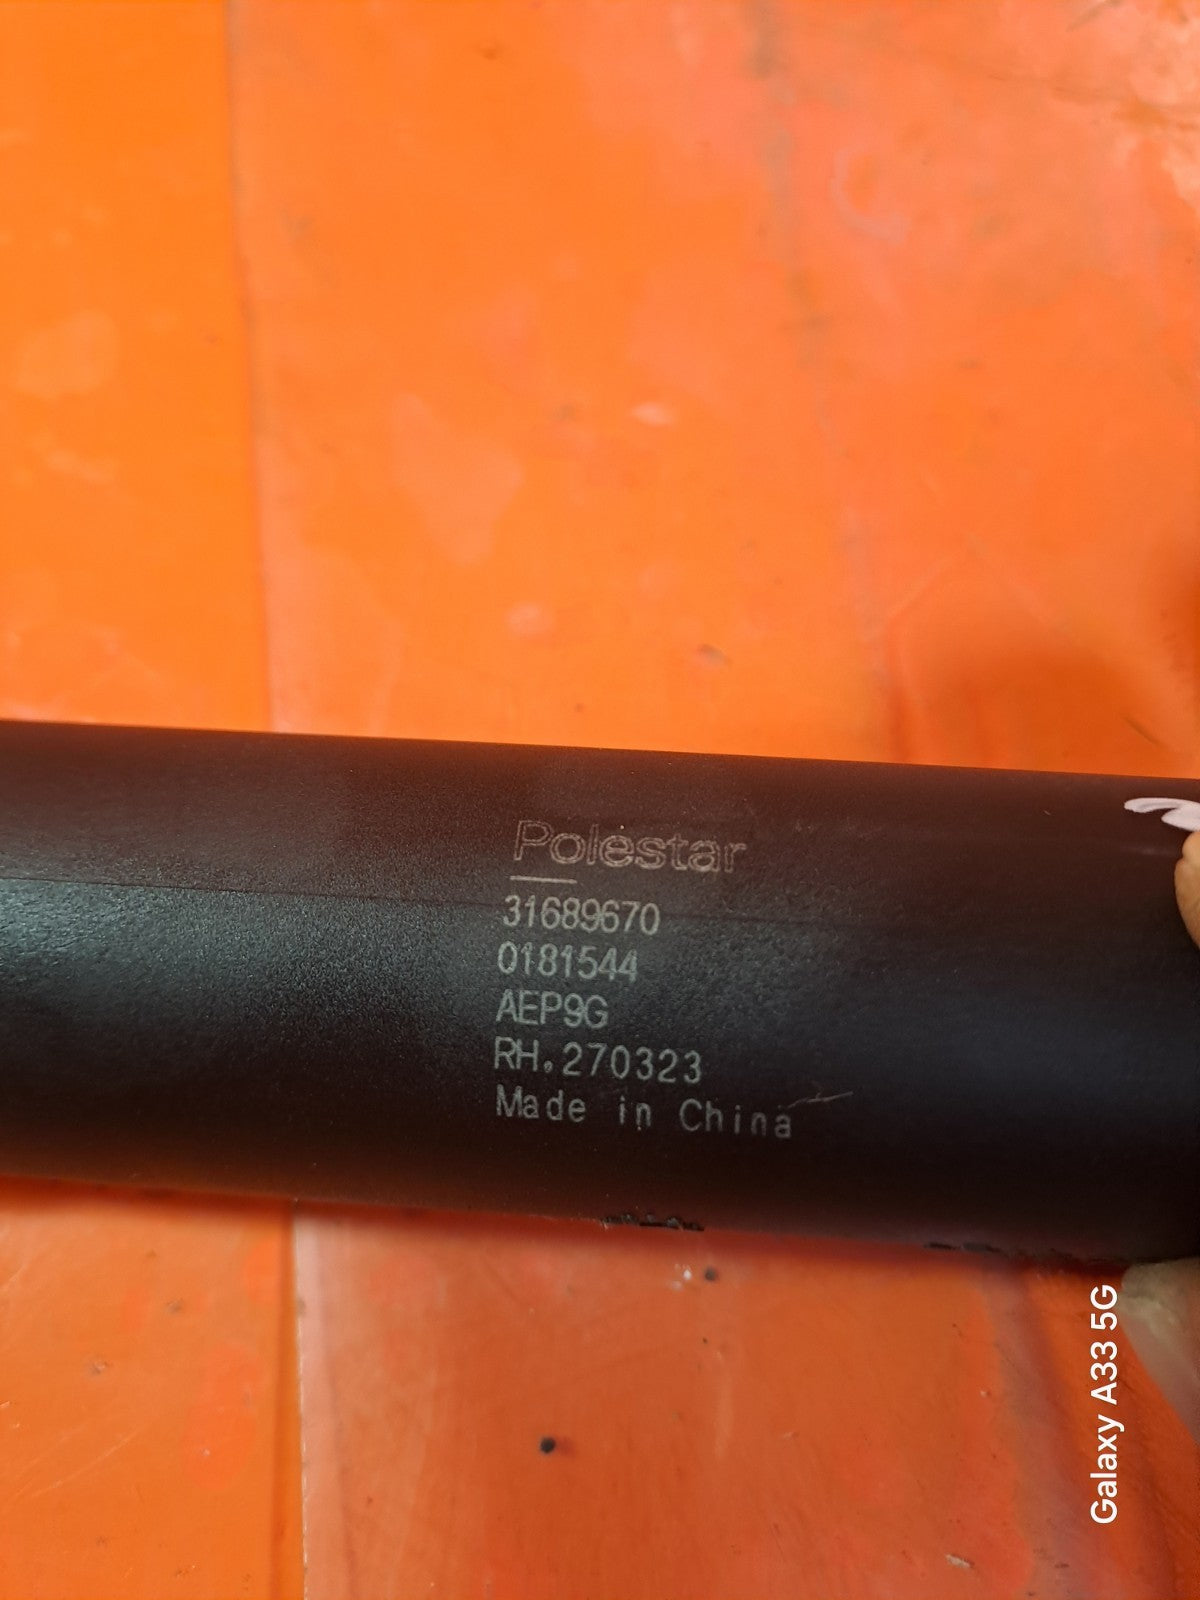 Polestar
31689670
0181544
AEP9G
RH.270323
Made in China
Galaxy A33 5G